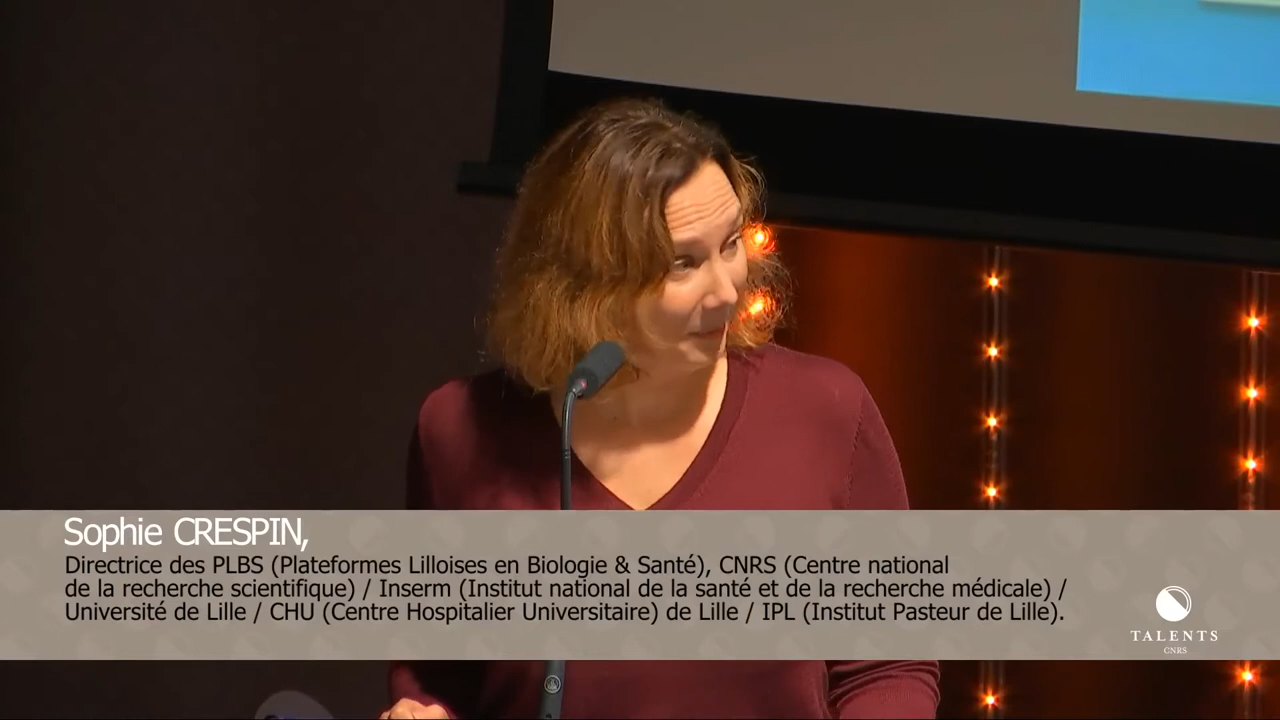 Sophie CRESPIN,
Directrice des PLBS (Plateformes Lilloises en Biologie & Santé), CNRS (Centre national
de la recherche scientifique) / Inserm (Institut national de la santé et de la recherche médicale) /
Université de Lille / CHU (Centre Hospitalier Universitaire) de Lille / IPL (Institut Pasteur de Lille).
TALENTS
CNRS